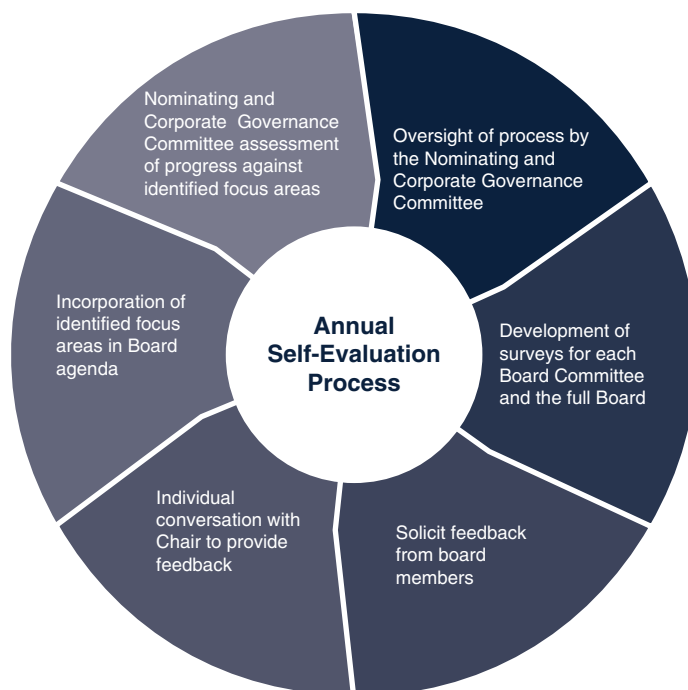 Annual
Self-Evaluation
Process
Oversight of process by
the Nominating and
Corporate Governance
Committee
Development of
surveys for each
Board Committee
and the full Board
Solicit feedback
from board
members
Individual
conversation with
Chair to provide
feedback
Incorporation of
identified focus
areas in Board
agenda
Nominating and
Corporate Governance
Committee assessment
of progress against
identified focus areas